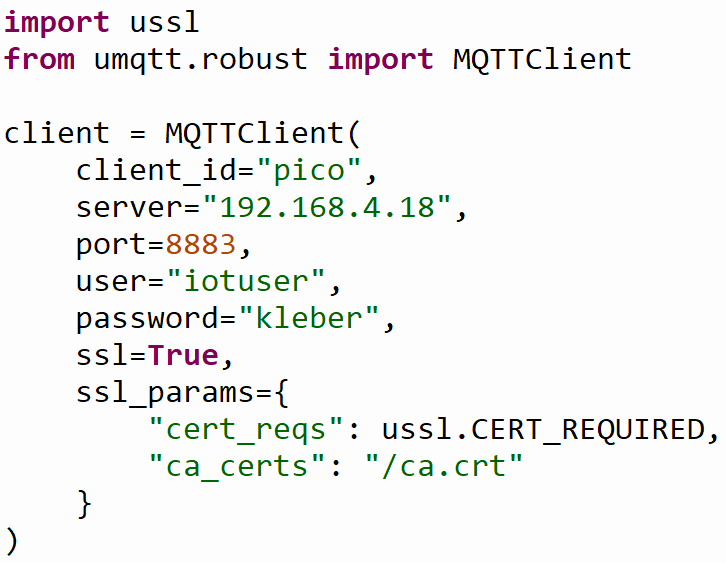 import ussl
from umqtt.robust import MQTTClient

client = MQTTClient(
    client_id="pico",
    server="192.168.4.18",
    port=8883,
    user="iotuser",
    password="kleber",
    ssl=True,
    ssl_params={
        "cert_reqs": ussl.CERT_REQUIRED,
        "ca_certs": "/ca.crt"
    }
)